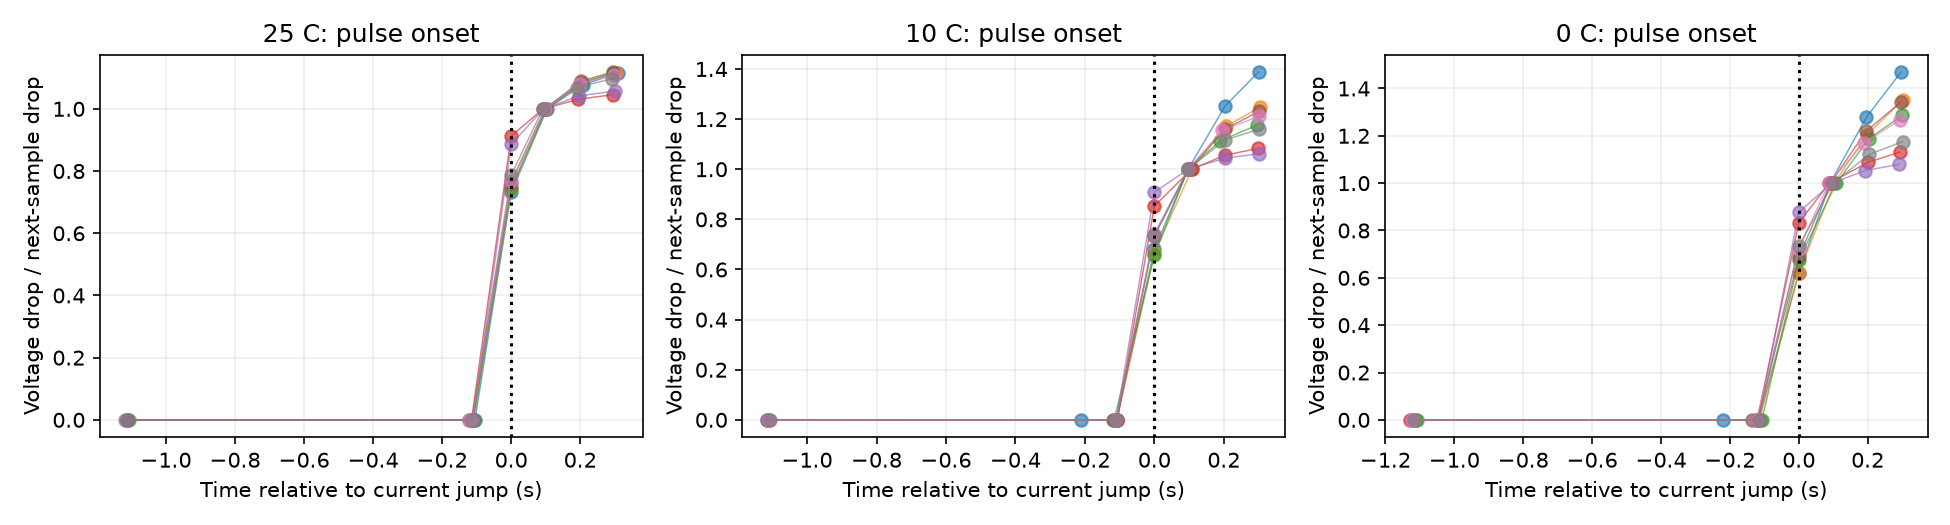 25 C: pulse onset
Voltage drop / next-sample drop
1.0
0.8
0.6
0.4
0.2
0.0
−1.0 −0.8 −0.6 −0.4 −0.2 0.0 0.2
Time relative to current jump (s)
10 C: pulse onset
Voltage drop / next-sample drop
1.4
1.2
1.0
0.8
0.6
0.4
0.2
0.0
−1.0 −0.8 −0.6 −0.4 −0.2 0.0 0.2
Time relative to current jump (s)
0 C: pulse onset
Voltage drop / next-sample drop
1.4
1.2
1.0
0.8
0.6
0.4
0.2
0.0
−1.2 −1.0 −0.8 −0.6 −0.4 −0.2 0.0 0.2
Time relative to current jump (s)